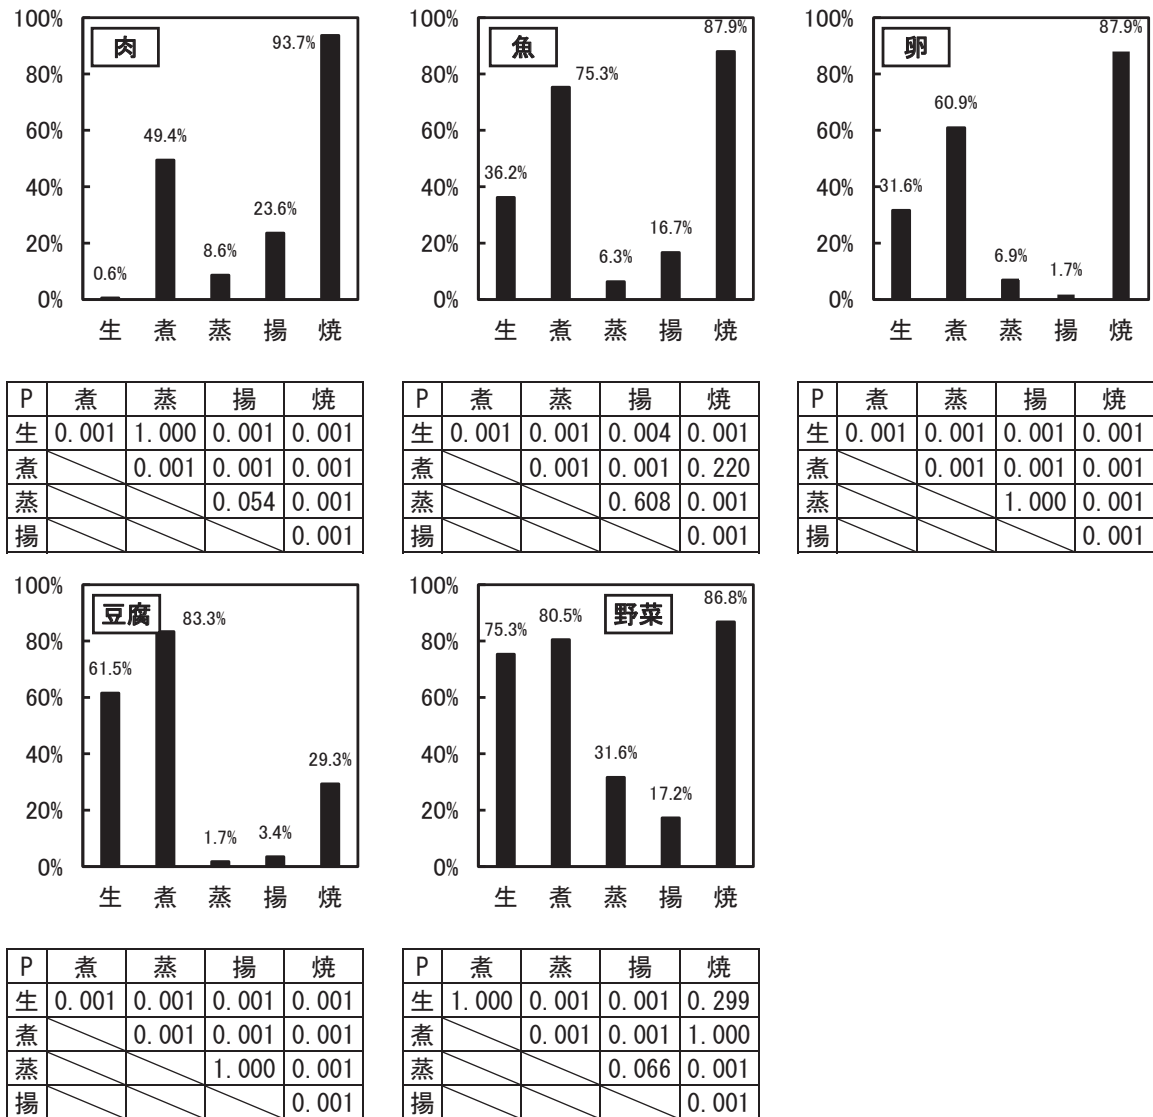 肉
100%
80%
60%
40%
20%
0%
0.6%
49.4%
8.6%
23.6%
93.7%
生 煮 蒸 揚 焼
魚
100%
80%
60%
40%
20%
0%
36.2%
75.3%
6.3%
16.7%
87.9%
生 煮 蒸 揚 焼
卵
100%
80%
60%
40%
20%
0%
31.6%
60.9%
6.9%
1.7%
87.9%
生 煮 蒸 揚 焼
P 煮 蒸 揚 焼
生 0.001 1.000 0.001 0.001
煮 0.001 0.001 0.001
蒸 0.054 0.001
揚 0.001
P 煮 蒸 揚 焼
生 0.001 0.001 0.004 0.001
煮 0.001 0.001 0.220
蒸 0.608 0.001
揚 0.001
P 煮 蒸 揚 焼
生 0.001 0.001 0.001 0.001
煮 0.001 0.001 0.001
蒸 1.000 0.001
揚 0.001
豆腐
100%
80%
60%
40%
20%
0%
61.5%
83.3%
1.7%
3.4%
29.3%
生 煮 蒸 揚 焼
野菜
100%
80%
60%
40%
20%
0%
75.3%
80.5%
31.6%
17.2%
86.8%
生 煮 蒸 揚 焼
P 煮 蒸 揚 焼
生 0.001 0.001 0.001 0.001
煮 0.001 0.001 0.001
蒸 1.000 0.001
揚 0.001
P 煮 蒸 揚 焼
生 1.000 0.001 0.001 0.299
煮 0.001 0.001 1.000
蒸 0.066 0.001
揚 0.001